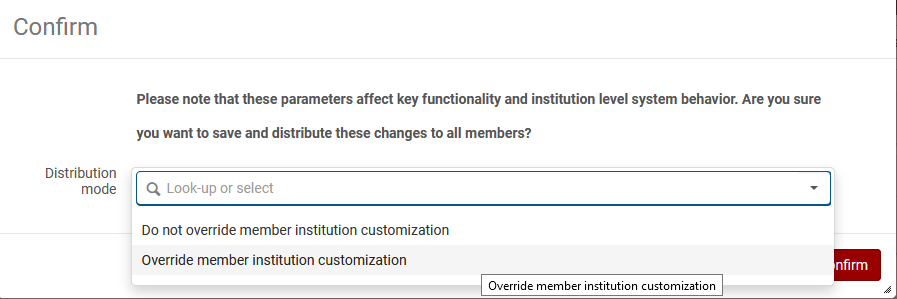 Confirm
Please note that these parameters affect key functionality and institution level system behavior. Are you sure
you want to save and distribute these changes to all members?
Distribution
mode
Look-up or select
Do not override member institution customization
Override member institution customization
nfirm
Override member institution customization